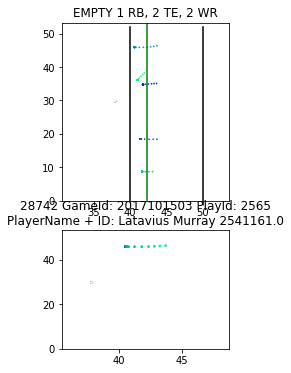 EMPTY 1 RB, 2 TE, 2 WR
50
40
30
20
10
0
35 40 45 50
28742 GameId: 2017101503 PlayId: 2565
PlayerName + ID: Latavius Murray 2541161.0
40
20
0
40 45